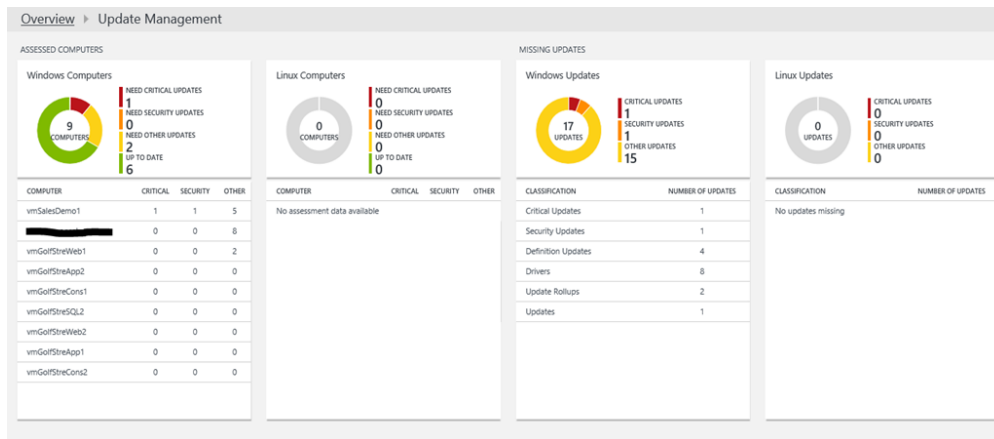 Overview ▸ Update Management
ASSESSED COMPUTERS
Windows Computers
9
COMPUTERS
NEED CRITICAL UPDATES
1
NEED SECURITY UPDATES
0
NEED OTHER UPDATES
2
UP TO DATE
6
COMPUTER CRITICAL SECURITY OTHER
vmSalesDemo1 1 1 5
0 0 8
vmGolfStreWeb1 0 0 2
vmGolfStreApp2 0 0 0
vmGolfStreCons1 0 0 0
vmGolfStreSQL2 0 0 0
vmGolfStreWeb2 0 0 0
vmGolfStreApp1 0 0 0
vmGolfStreCons2 0 0 0
Linux Computers
0
COMPUTERS
NEED CRITICAL UPDATES
0
NEED SECURITY UPDATES
0
NEED OTHER UPDATES
0
UP TO DATE
0
COMPUTER CRITICAL SECURITY OTHER
No assessment data available
MISSING UPDATES
Windows Updates
17
UPDATES
CRITICAL UPDATES
1
SECURITY UPDATES
1
OTHER UPDATES
15
CLASSIFICATION NUMBER OF UPDATES
Critical Updates 1
Security Updates 1
Definition Updates 4
Drivers 8
Update Rollups 2
Updates 1
Linux Updates
0
UPDATES
CRITICAL UPDATES
0
SECURITY UPDATES
0
OTHER UPDATES
0
CLASSIFICATION NUMBER OF UPDATES
No updates missing